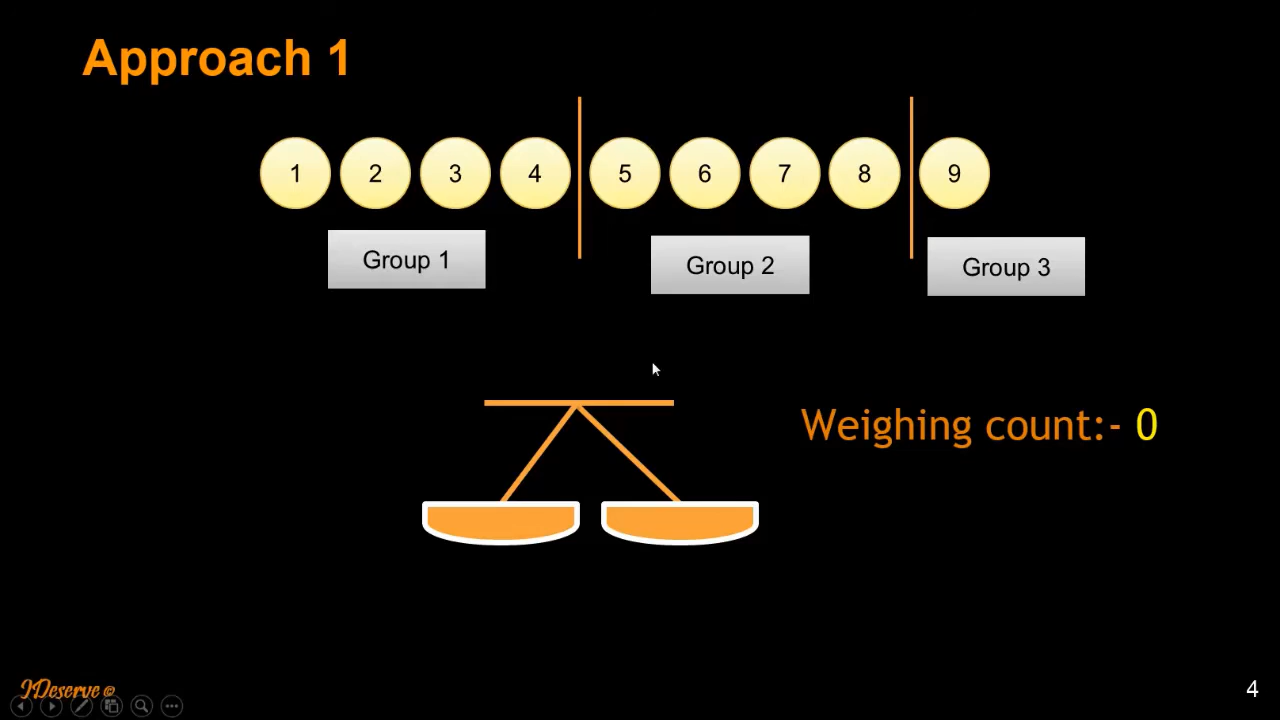 Approach 1
1 2 3 4 5 6 7 8 9
Group 1 Group 2 Group 3
Weighing count:- 0
IDeserve ©
4